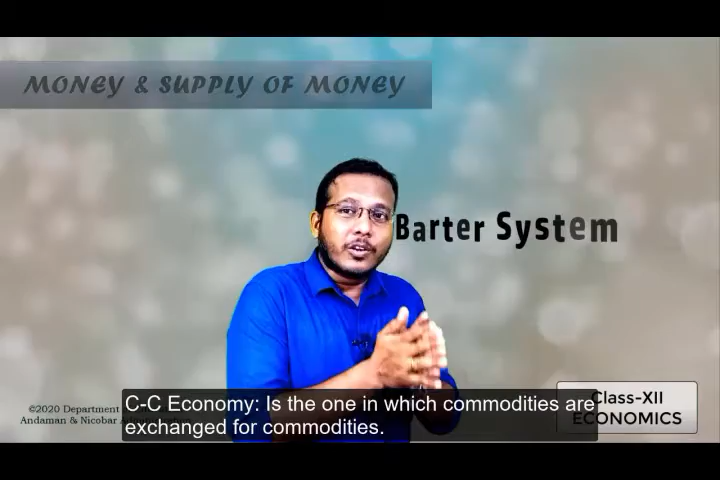 MONEY & SUPPLY OF MONEY
Barter System
Class-XII
ECONOMICS
©2020 Department
Andaman & Nicobar A
C-C Economy: Is the one in which commodities are
exchanged for commodities.